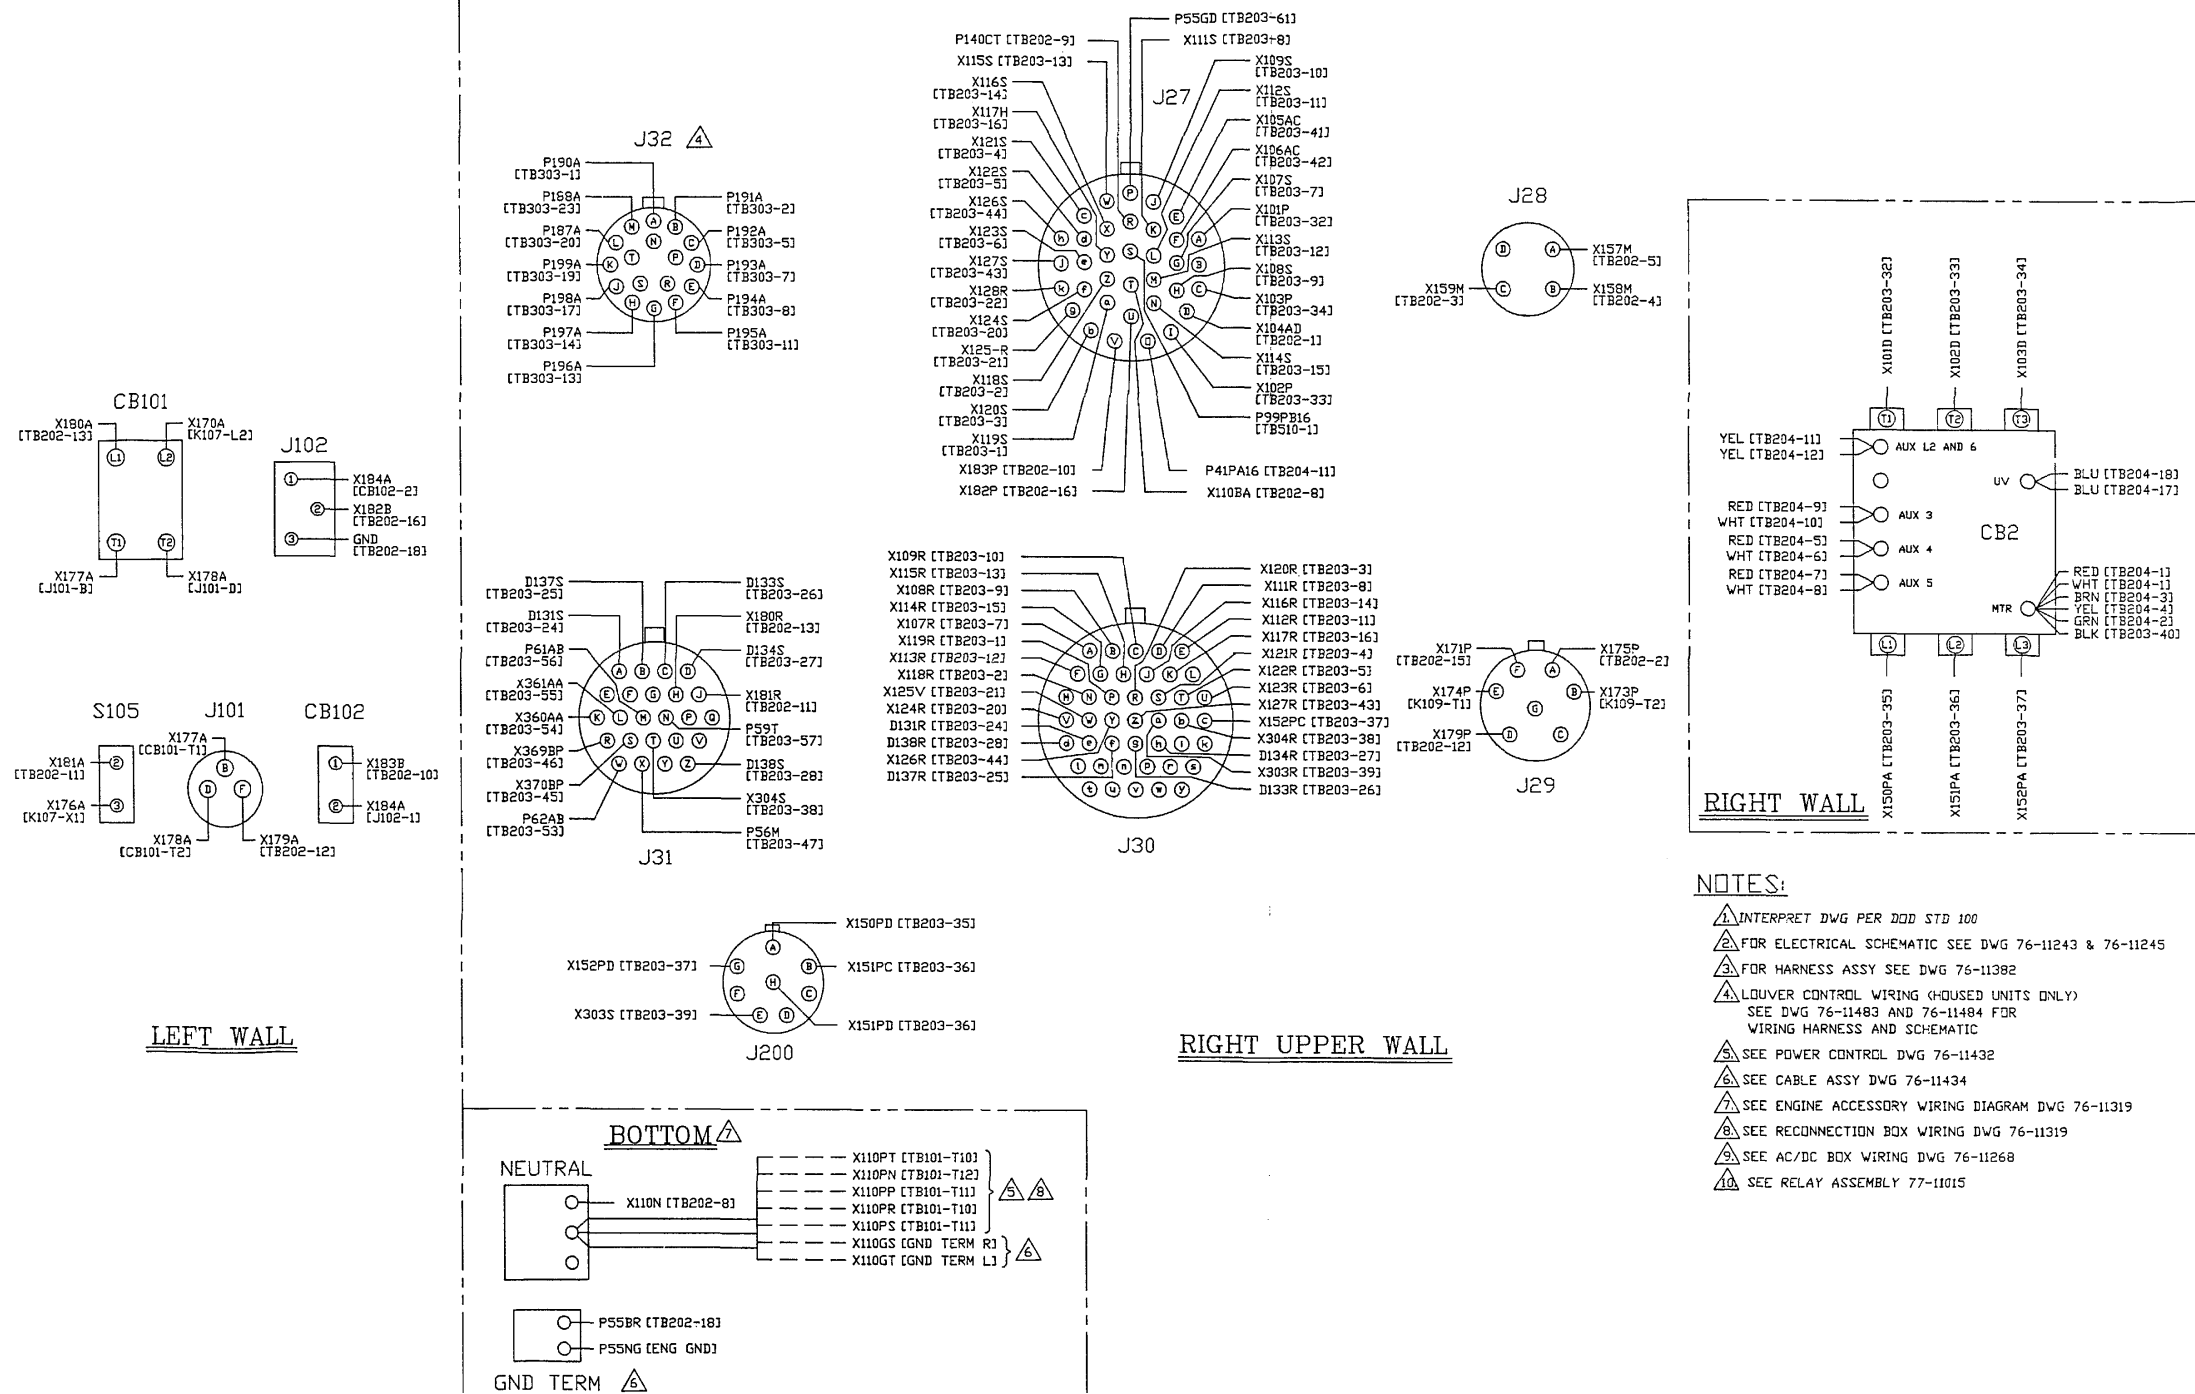 CB101
X180A
[TB202-13]
X170A
[K107-L2]
L1
L2
T1
T2
X177A
[J101-B]
X178A
[J101-D]
J102
1
X184A
[CB102-2]
2
X182B
[TB202-16]
3
GND
[TB202-18]
S105
X181A
[TB202-11]
2
X176A
[K107-X1]
3
J101
X177A
[CB101-T1]
B
D
F
X178A
[CB101-T2]
X179A
[TB202-12]
CB102
1
X183B
[TB202-10]
2
X184A
[J102-1]
LEFT WALL
J32 4
P190A
[TB303-1]
P188A
[TB303-23]
P187A
[TB303-20]
P199A
[TB303-19]
P198A
[TB303-17]
P197A
[TB303-14]
P196A
[TB303-13]
P191A
[TB303-2]
P192A
[TB303-5]
P193A
[TB303-7]
P194A
[TB303-8]
P195A
[TB303-11]
M A B
L N C
T P
K D
J S R E
H G F
J27
P55GD [TB203-61]
P140CT [TB202-9]
X111S [TB203-8]
X115S [TB203-13]
X116S
[TB203-14]
X117H
[TB203-16]
X121S
[TB203-4]
X122S
[TB203-5]
X126S
[TB203-44]
X123S
[TB203-6]
X127S
[TB203-43]
X128R
[TB203-22]
X124S
[TB203-20]
X125-R
[TB203-21]
X118S
[TB203-2]
X120S
[TB203-3]
X119S
[TB203-1]
X183P [TB202-10]
X182P [TB202-16]
X109S
[TB203-10]
X112S
[TB203-11]
X105AC
[TB203-41]
X106AC
[TB203-42]
X107S
[TB203-7]
X101P
[TB203-32]
X113S
[TB203-12]
X108S
[TB203-9]
X103P
[TB203-34]
X104AD
[TB202-1]
X114S
[TB203-15]
X102P
[TB203-33]
P99PB16
[TB510-1]
P41PA16 [TB204-11]
X110BA [TB202-8]
J28
D
A
X157M
[TB202-5]
X159M
[TB202-3]
C
B
X158M
[TB202-4]
J31
D137S
[TB203-25]
D131S
[TB203-24]
P61AB
[TB203-56]
X361AA
[TB203-55]
X360AA
[TB203-54]
X369BP
[TB203-46]
X370BP
[TB203-45]
P62AB
[TB203-53]
D133S
[TB203-26]
X180R
[TB202-13]
D134S
[TB203-27]
X181R
[TB202-11]
P59T
[TB203-57]
D138S
[TB203-28]
X304S
[TB203-38]
P56M
[TB203-47]
A B C D
E F G H J
K L M N P Q
R S T U V
W X Y Z
X109R [TB203-10]
X115R [TB203-13]
X108R [TB203-9]
X114R [TB203-15]
X107R [TB203-7]
X119R [TB203-1]
X113R [TB203-12]
X118R [TB203-2]
X125V [TB203-21]
X124R [TB203-20]
D131R [TB203-24]
D138R [TB203-28]
X126R [TB203-44]
D137R [TB203-25]
X120R [TB203-3]
X111R [TB203-8]
X116R [TB203-14]
X112R [TB203-11]
X117R [TB203-16]
X121R [TB203-4]
X122R [TB203-5]
X123R [TB203-6]
X127R [TB203-43]
X152PC [TB203-37]
X304R [TB203-38]
D134R [TB203-27]
X303R [TB203-39]
D133R [TB203-26]
A B C D E
F G H J K L
M N P R S T U
V W Y Z a b c
d e f g h i k
l m n p r s
t u v w y
J30
X171P
[TB202-15]
X175P
[TB202-2]
X174P
[K109-T1]
X173P
[K109-T2]
X179P
[TB202-12]
F A
E B
G
D C
J29
X150PD [TB203-35]
X152PD [TB203-37]
X151PC [TB203-36]
X303S [TB203-39]
X151PD [TB203-36]
A
G B
H
F C
E D
J200
RIGHT UPPER WALL
X101D [TB203-32]
X102D [TB203-33]
X103D [TB203-34]
T1 T2 T3
YEL [TB204-11]
YEL [TB204-12]
AUX L2 AND 6
UV
BLU [TB204-18]
BLU [TB204-17]
RED [TB204-9]
WHT [TB204-10]
AUX 3
CB2
RED [TB204-5]
WHT [TB204-6]
AUX 4
RED [TB204-7]
WHT [TB204-8]
AUX 5
MTR
RED [TB204-1]
WHT [TB204-1]
BRN [TB204-3]
YEL [TB204-4]
GRN [TB204-2]
BLK [TB203-40]
L1 L2 L3
X150PA [TB203-35]
X151PA [TB203-36]
X152PA [TB203-37]
RIGHT WALL
NOTES:
1. INTERPRET DWG PER DOD STD 100
2. FOR ELECTRICAL SCHEMATIC SEE DWG 76-11243 & 76-11245
3. FOR HARNESS ASSY SEE DWG 76-11382
4. LOUVER CONTROL WIRING (HOUSED UNITS ONLY)
SEE DWG 76-11483 AND 76-11484 FOR
WIRING HARNESS AND SCHEMATIC
5. SEE POWER CONTROL DWG 76-11432
6. SEE CABLE ASSY DWG 76-11434
7. SEE ENGINE ACCESSORY WIRING DIAGRAM DWG 76-11319
8. SEE RECONNECTION BOX WIRING DWG 76-11319
9. SEE AC/DC BOX WIRING DWG 76-11268
10. SEE RELAY ASSEMBLY 77-11015
BOTTOM 7
NEUTRAL
X110N [TB202-8]
X110PT [TB101-T10]
X110PN [TB101-T12]
X110PP [TB101-T11]
X110PR [TB101-T10]
X110PS [TB101-T11]
5 8
X110GS [GND TERM R]
X110GT [GND TERM L]
6
P55BR [TB202-18]
P55NG [ENG GND]
GND TERM 6